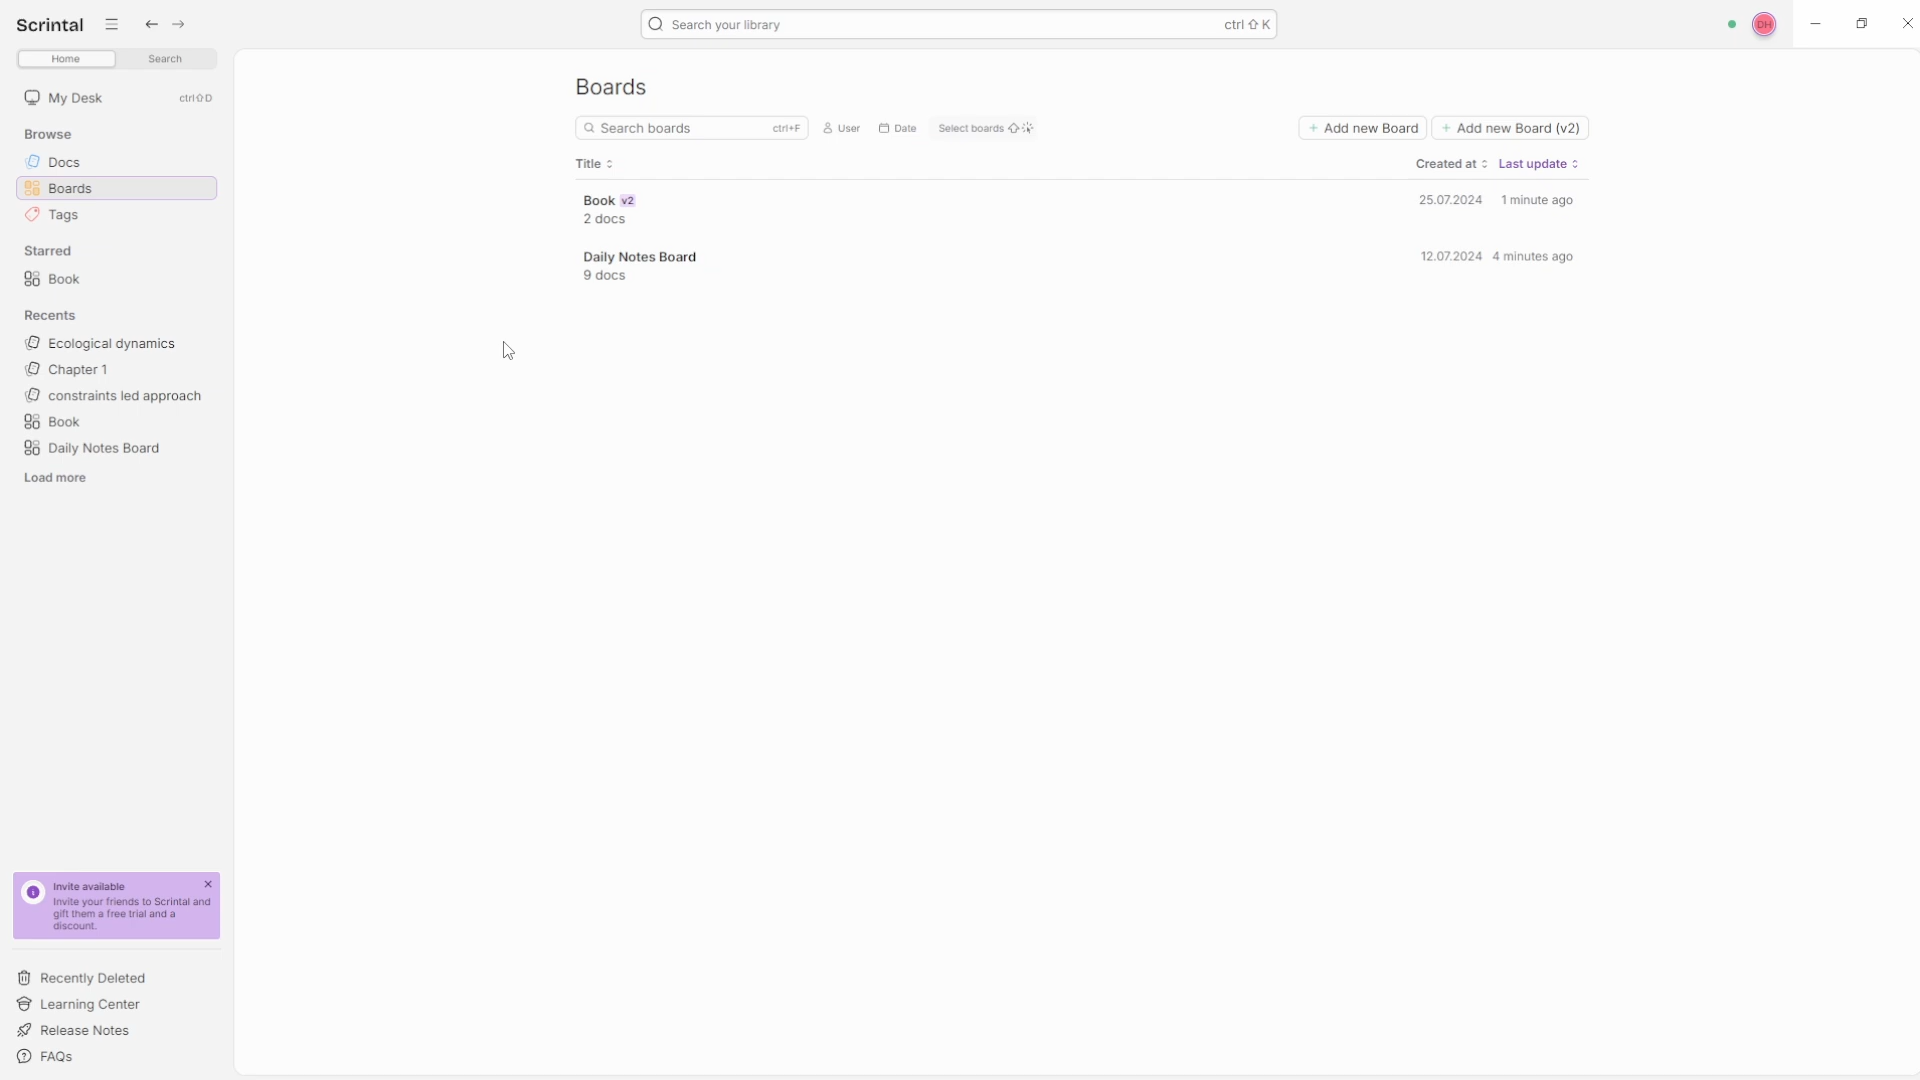 Scrintal
Search your library ctrl ⇧ K
DH
Home Search
My Desk ctrl⇧D
Browse
Docs
Boards
Tags
Starred
Book
Recents
Ecological dynamics
Chapter 1
constraints led approach
Book
Daily Notes Board
Load more
Invite available
Invite your friends to Scrintal and
gift them a free trial and a
discount.
Recently Deleted
Learning Center
Release Notes
FAQs
Boards
Search boards ctrl+F User Date Select boards ⇧ + Add new Board + Add new Board (v2)
Title Created at Last update
Book v2 25.07.2024 1 minute ago
2 docs
Daily Notes Board 12.07.2024 4 minutes ago
9 docs